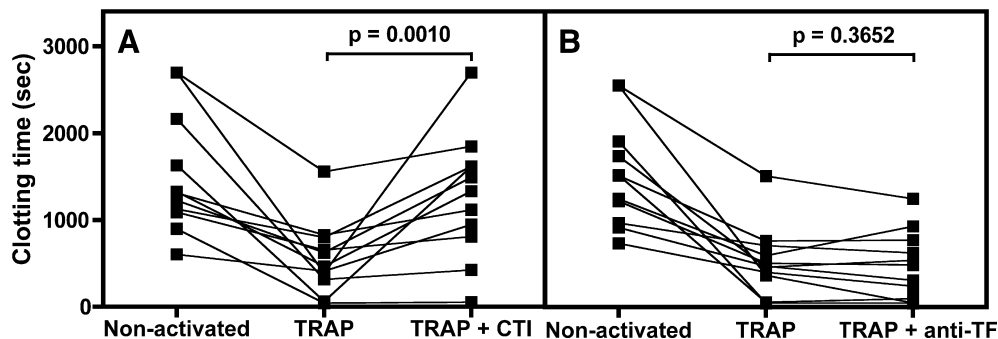 A
p = 0.0010
B
p = 0.3652
Clotting time (sec)
3000
2000
1000
0
Non-activated TRAP TRAP + CTI Non-activated TRAP TRAP + anti-TF